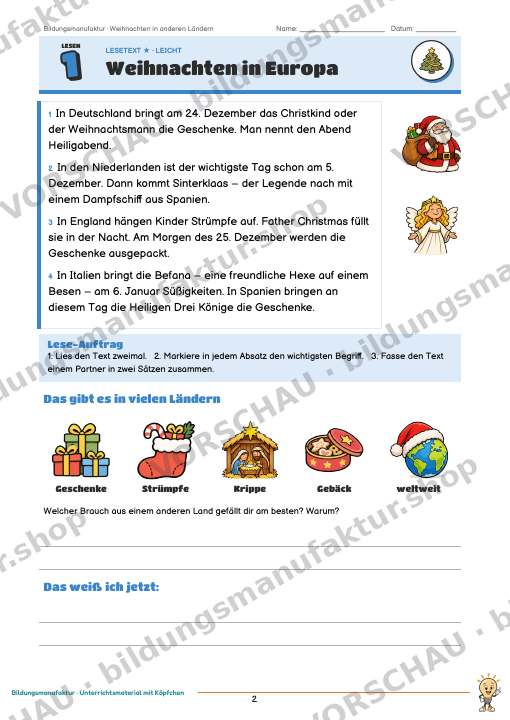 Bildungsmanufaktur · Weihnachten in anderen Ländern Name: Datum:
LESEN
1
LESETEXT ★ · LEICHT
Weihnachten in Europa
1 In Deutschland bringt am 24. Dezember das Christkind oder
der Weihnachtsmann die Geschenke. Man nennt den Abend
Heiligabend.
2 In den Niederlanden ist der wichtigste Tag schon am 5.
Dezember. Dann kommt Sinterklaas – der Legende nach mit
einem Dampfschiff aus Spanien.
3 In England hängen Kinder Strümpfe auf. Father Christmas füllt
sie in der Nacht. Am Morgen des 25. Dezember werden die
Geschenke ausgepackt.
4 In Italien bringt die Befana – eine freundliche Hexe auf einem
Besen – am 6. Januar Süßigkeiten. In Spanien bringen an
diesem Tag die Heiligen Drei Könige die Geschenke.
Lese-Auftrag
1. Lies den Text zweimal. 2. Markiere in jedem Absatz den wichtigsten Begriff. 3. Fasse den Text
einem Partner in zwei Sätzen zusammen.
Das gibt es in vielen Ländern
Geschenke Strümpfe Krippe Gebäck weltweit
Welcher Brauch aus einem anderen Land gefällt dir am besten? Warum?
Das weiß ich jetzt:
Bildungsmanufaktur · Unterrichtsmaterial mit Köpfchen
2
VORSCHAU · bildungsmanufaktur.shop